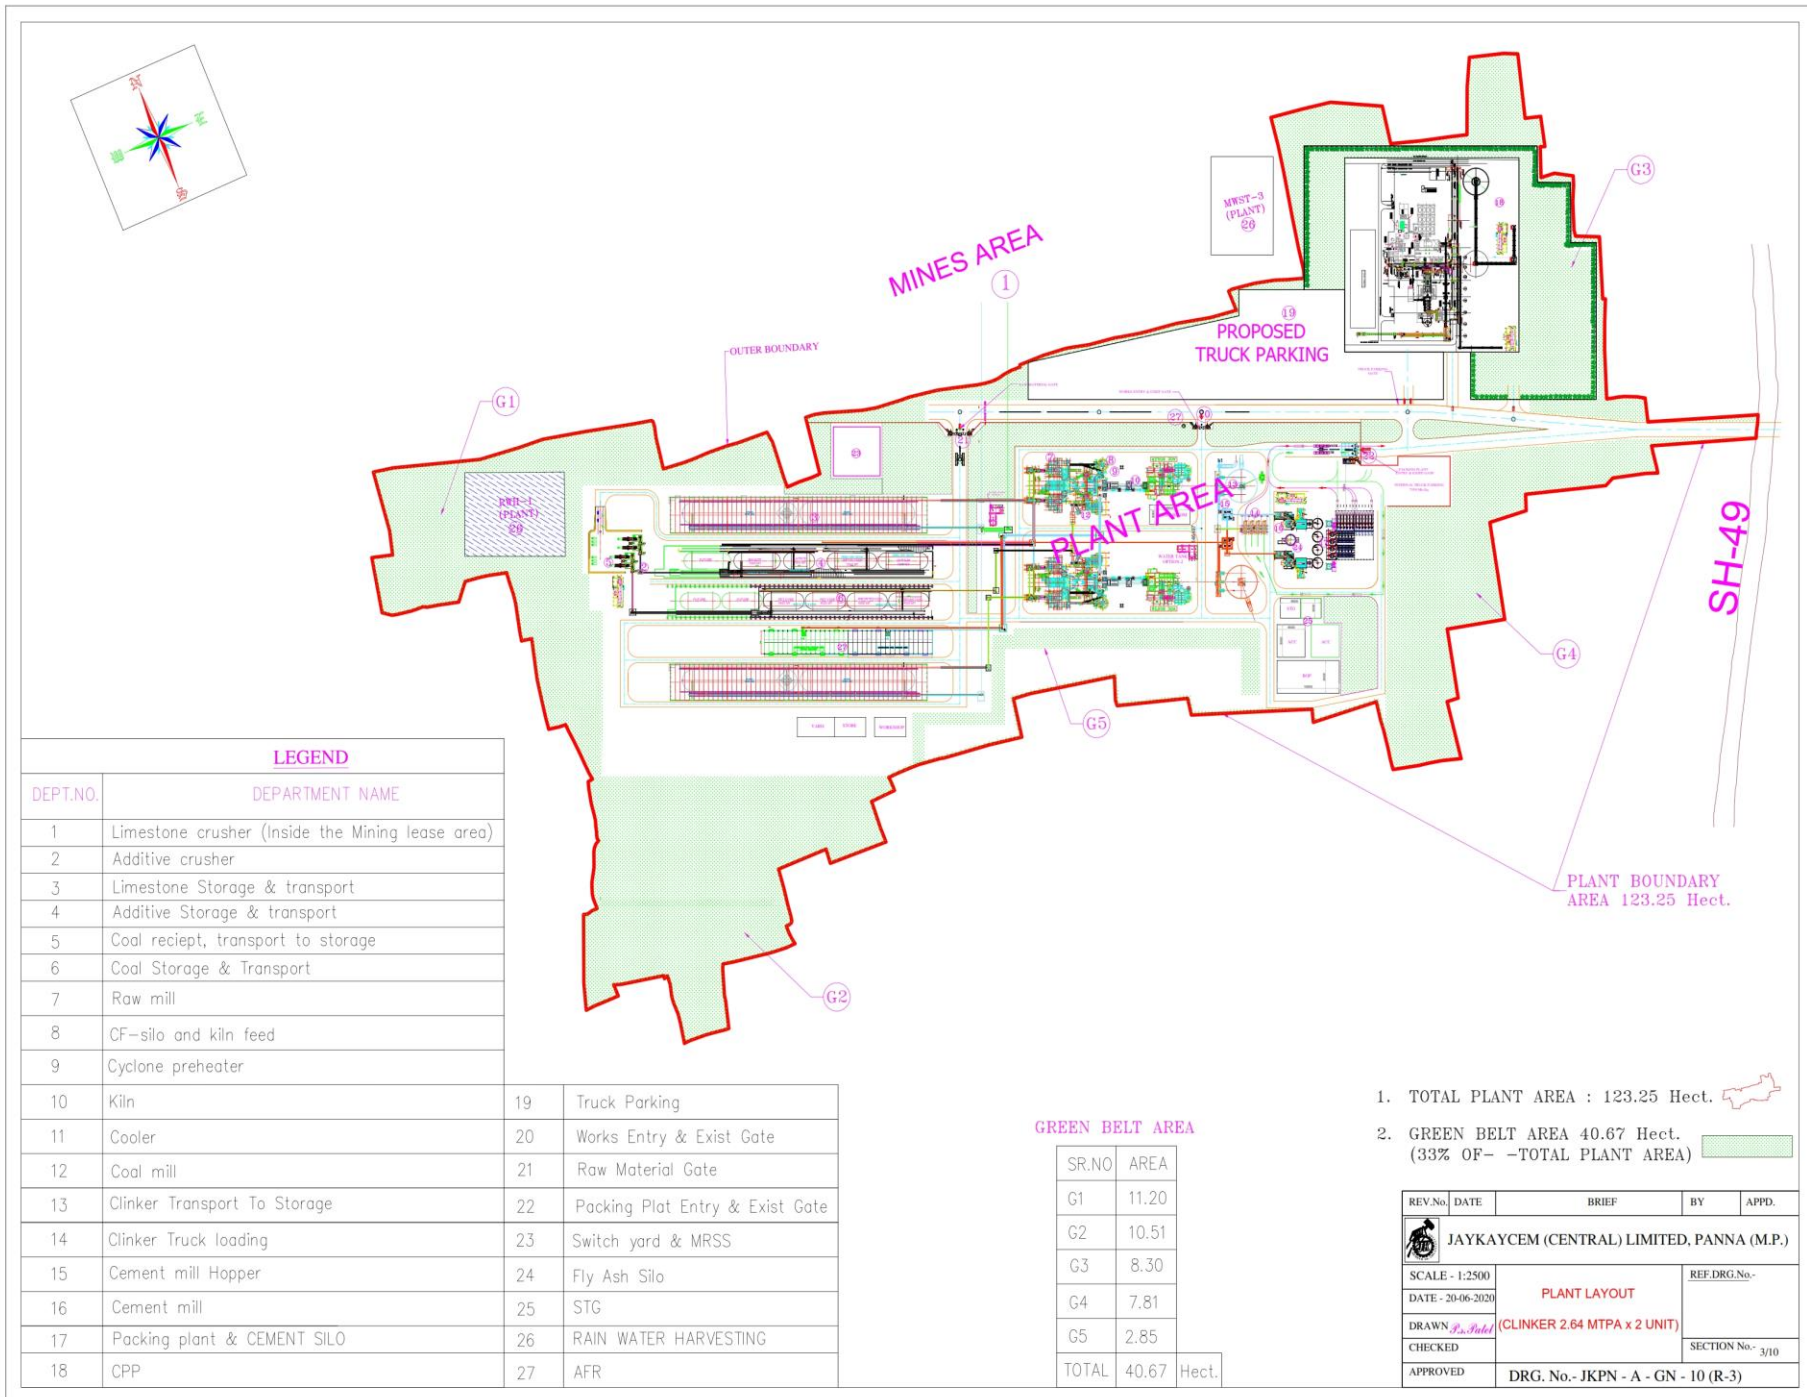 MINES AREA
1
MWST-3
(PLANT)
26
G3
18
19
PROPOSED
TRUCK PARKING
OUTER BOUNDARY
G1
RWH-1
(PLANT)
26
23
27
21
3
PLANT AREA
SH-49
G4
G5
G2
PLANT BOUNDARY
AREA 123.25 Hect.
LEGEND
DEPT.NO. DEPARTMENT NAME
1 Limestone crusher (Inside the Mining lease area)
2 Additive crusher
3 Limestone Storage & transport
4 Additive Storage & transport
5 Coal reciept, transport to storage
6 Coal Storage & Transport
7 Raw mill
8 CF-silo and kiln feed
9 Cyclone preheater
10 Kiln
11 Cooler
12 Coal mill
13 Clinker Transport To Storage
14 Clinker Truck loading
15 Cement mill Hopper
16 Cement mill
17 Packing plant & CEMENT SILO
18 CPP
19 Truck Parking
20 Works Entry & Exist Gate
21 Raw Material Gate
22 Packing Plat Entry & Exist Gate
23 Switch yard & MRSS
24 Fly Ash Silo
25 STG
26 RAIN WATER HARVESTING
27 AFR
GREEN BELT AREA
SR.NO AREA
G1 11.20
G2 10.51
G3 8.30
G4 7.81
G5 2.85
TOTAL 40.67 Hect.
1. TOTAL PLANT AREA : 123.25 Hect.
2. GREEN BELT AREA 40.67 Hect.
(33% OF- -TOTAL PLANT AREA)
REV.No. DATE BRIEF BY APPD.
JAYKAYCEM (CENTRAL) LIMITED, PANNA (M.P.)
SCALE - 1:2500
DATE - 20-06-2020
DRAWN P.s.Patel
CHECKED
APPROVED
PLANT LAYOUT
(CLINKER 2.64 MTPA x 2 UNIT)
REF.DRG.No.-
SECTION No.- 3/10
DRG. No.- JKPN - A - GN - 10 (R-3)